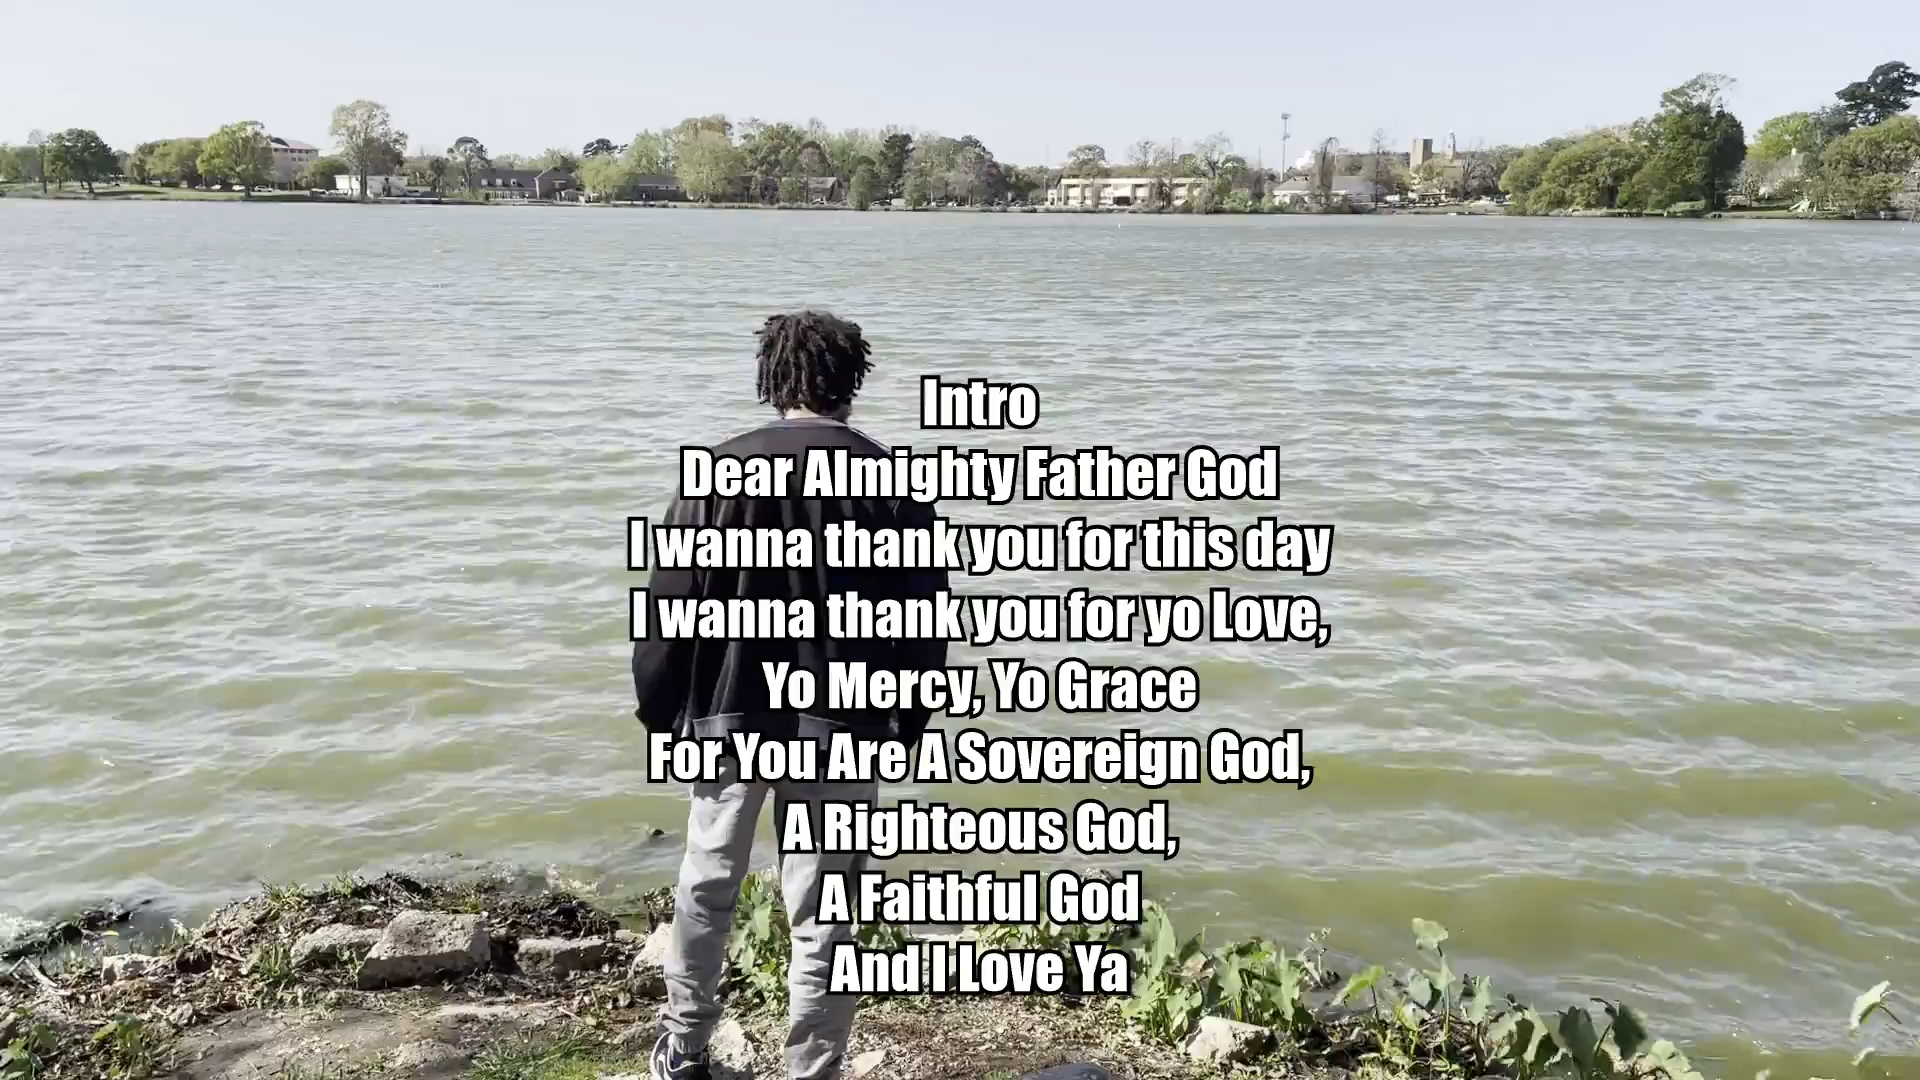 Intro
Dear Almighty Father God
I wanna thank you for this day
I wanna thank you for yo Love,
Yo Mercy, Yo Grace
For You Are A Sovereign God,
A Righteous God,
A Faithful God
And I Love Ya